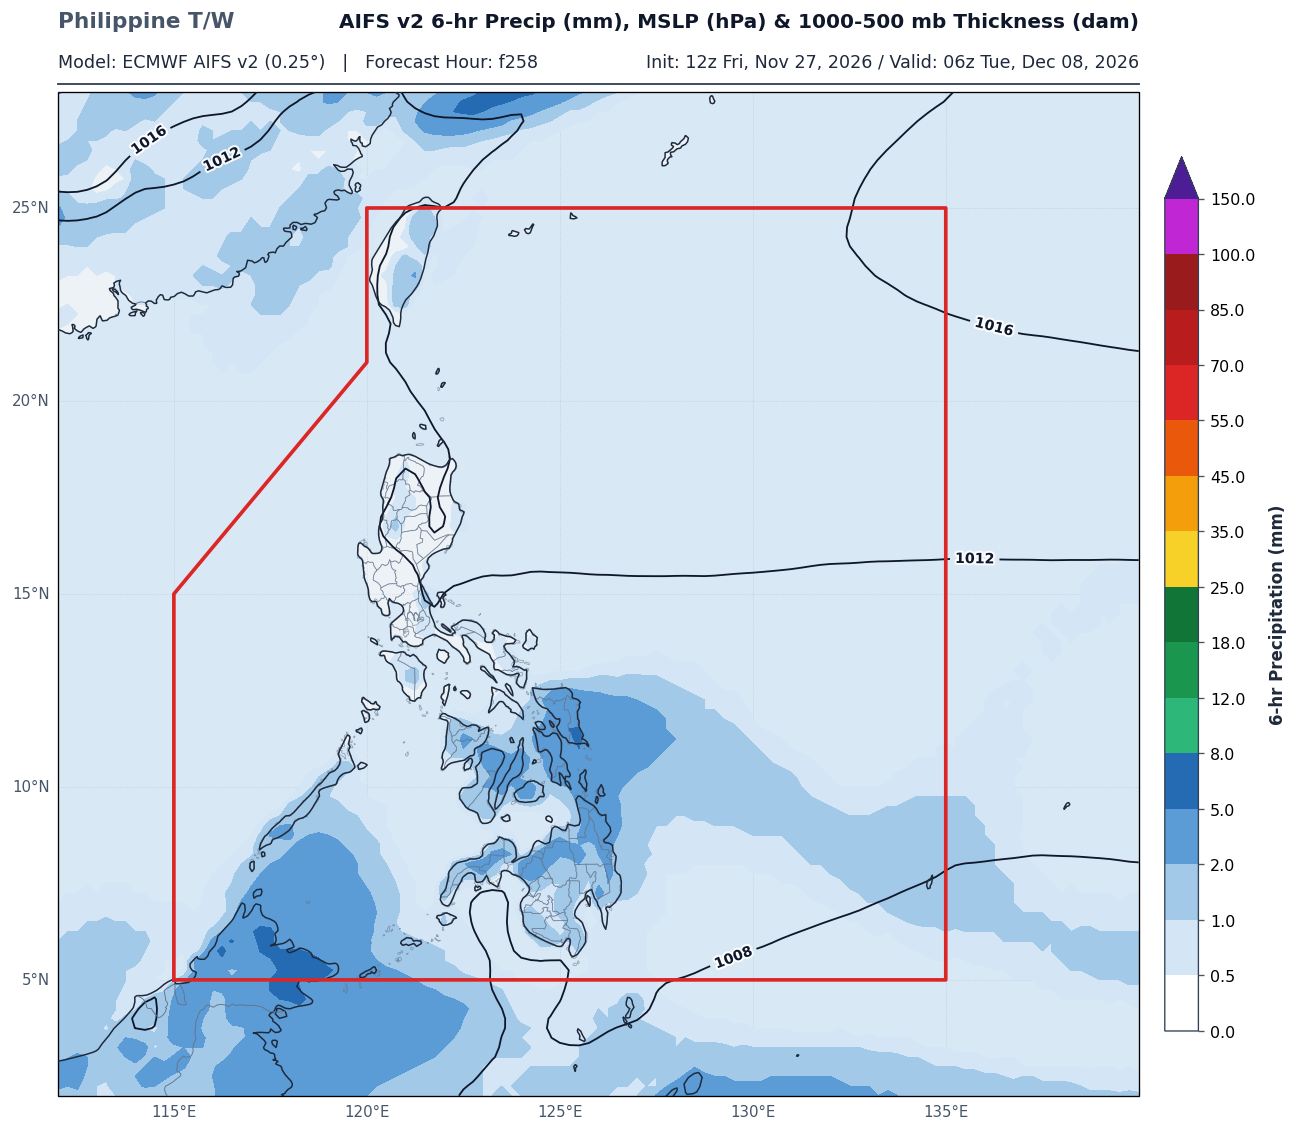 Philippine T/W
AIFS v2 6-hr Precip (mm), MSLP (hPa) & 1000-500 mb Thickness (dam)
Model: ECMWF AIFS v2 (0.25°) | Forecast Hour: f258
Init: 12z Fri, Nov 27, 2026 / Valid: 06z Tue, Dec 08, 2026
1016
1012
1016
1012
1008
25°N
20°N
15°N
10°N
5°N
115°E
120°E
125°E
130°E
135°E
150.0
100.0
85.0
70.0
55.0
45.0
35.0
25.0
18.0
12.0
8.0
5.0
2.0
1.0
0.5
0.0
6-hr Precipitation (mm)